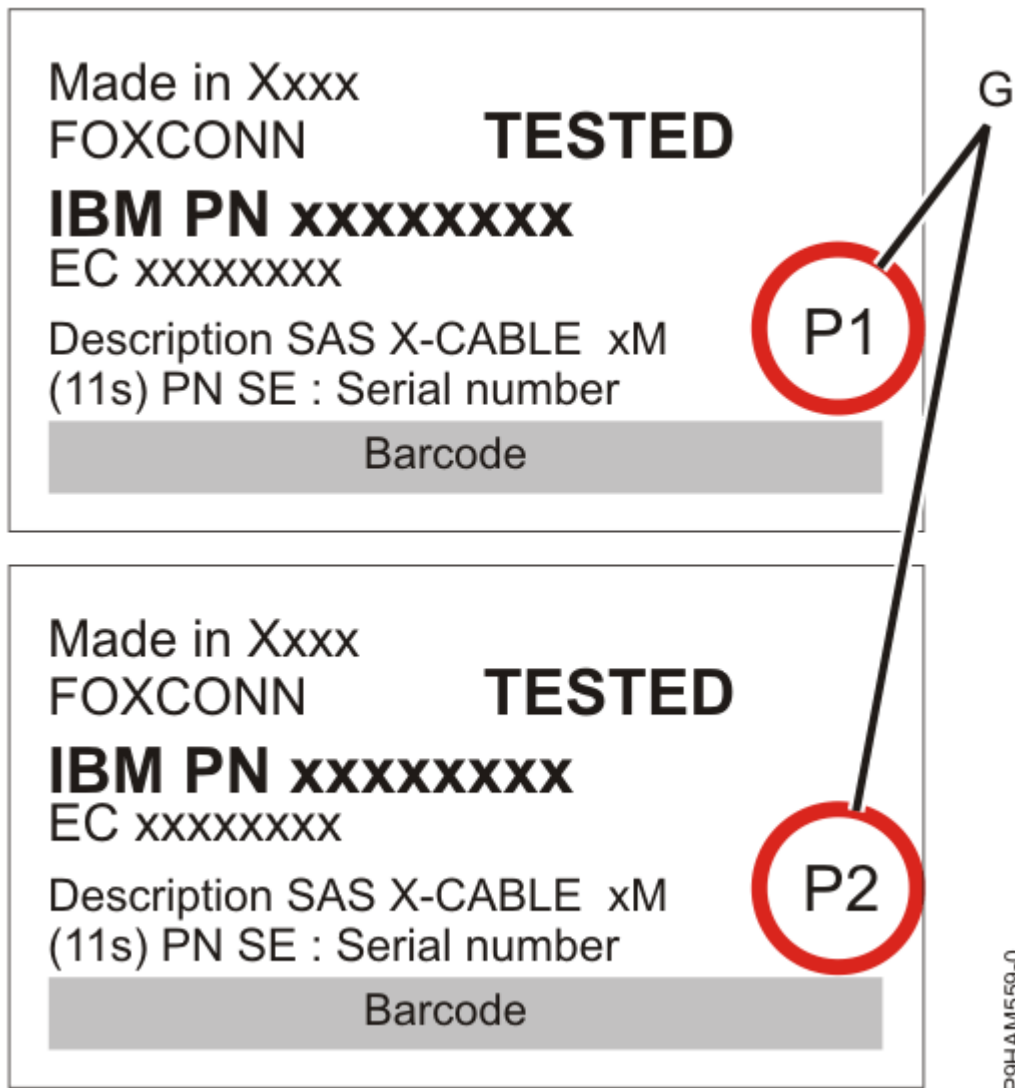 Made in Xxxx
FOXCONN TESTED
IBM PN xxxxxxxx
EC xxxxxxxx
Description SAS X-CABLE xM
(11s) PN SE : Serial number
Barcode
P1
G
Made in Xxxx
FOXCONN TESTED
IBM PN xxxxxxxx
EC xxxxxxxx
Description SAS X-CABLE xM
(11s) PN SE : Serial number
Barcode
P2
P9HAM559-0